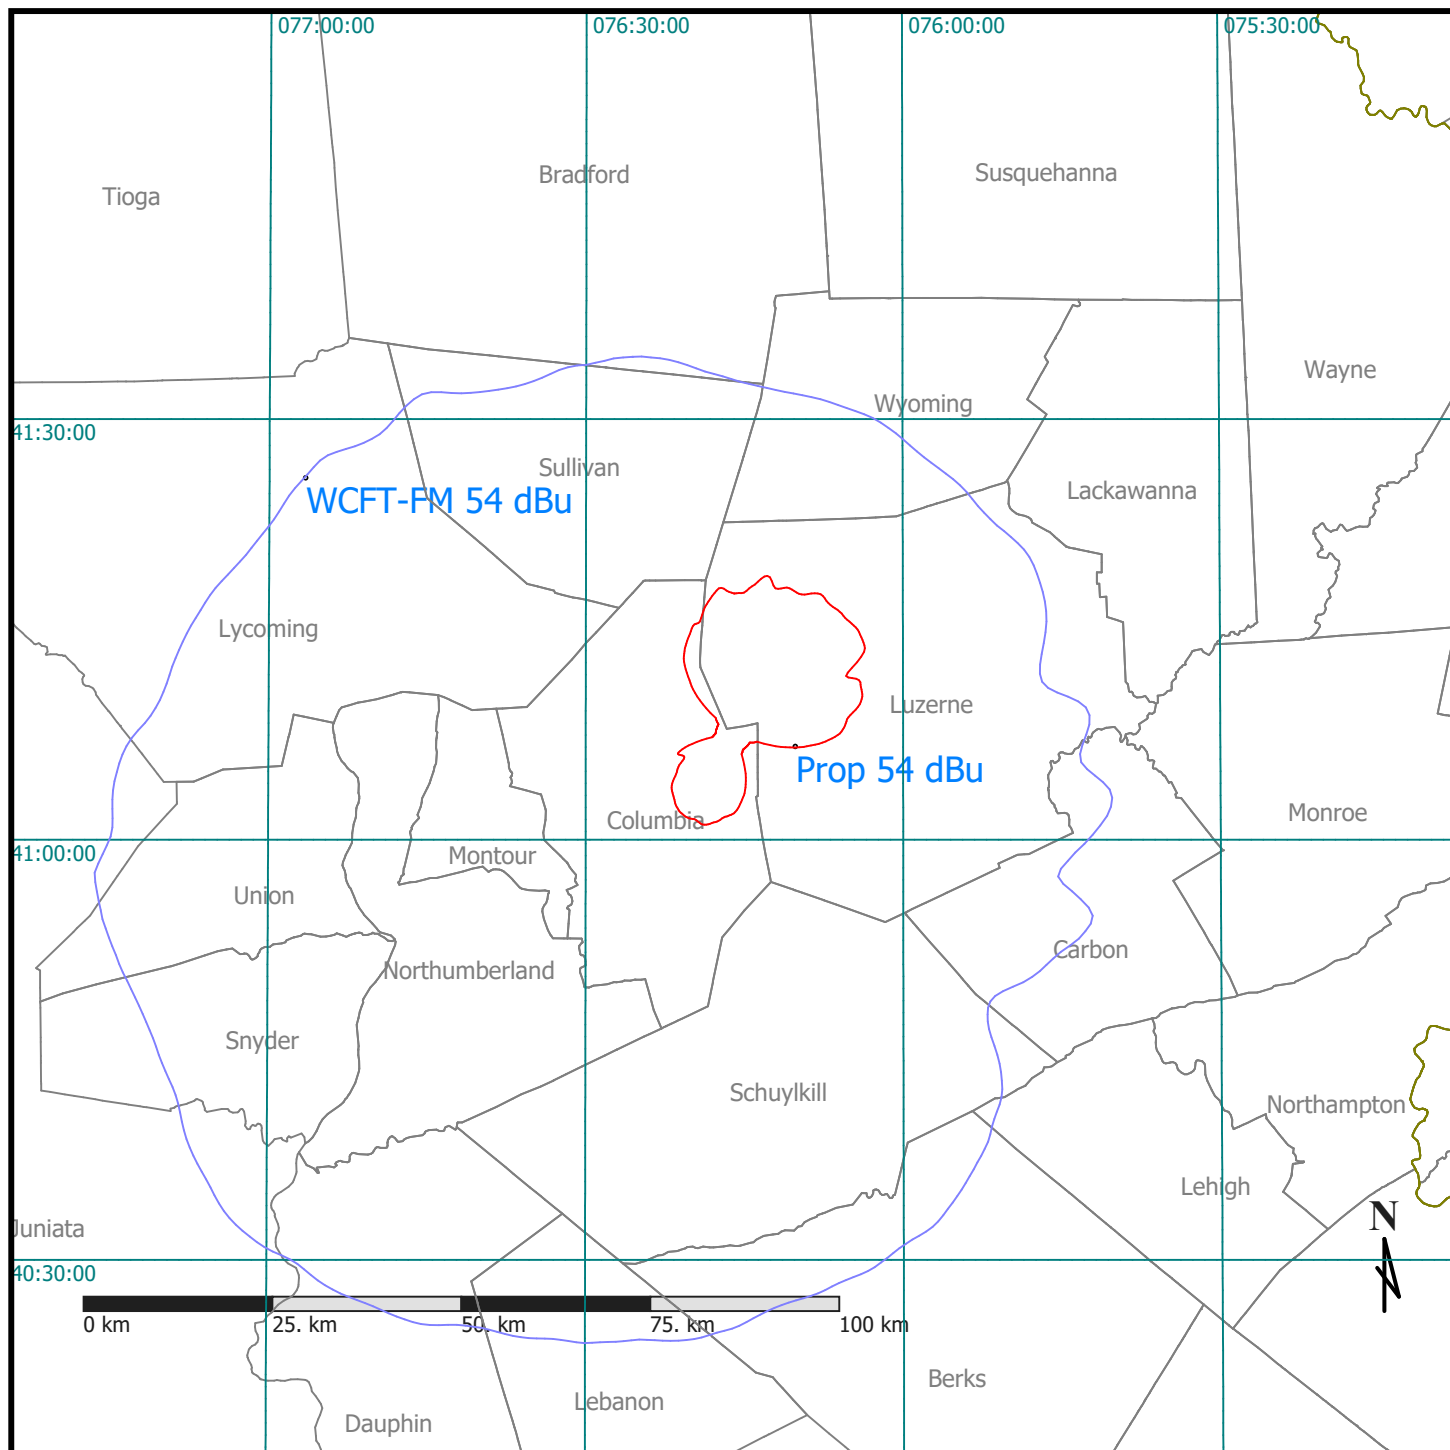 077:00:00
076:30:00
076:00:00
075:30:00
Bradford
Susquehanna
Tioga
Wayne
Wyoming
41:30:00
Sullivan
Lackawanna
WCFT-FM 54 dBu
Lycoming
Luzerne
Prop 54 dBu
Monroe
Columbia
41:00:00
Montour
Union
Carbon
Northumberland
Snyder
Schuylkill
Northampton
Lehigh
N
Juniata
40:30:00
0 km 25. km 50. km 75. km 100 km
Berks
Lebanon
Dauphin